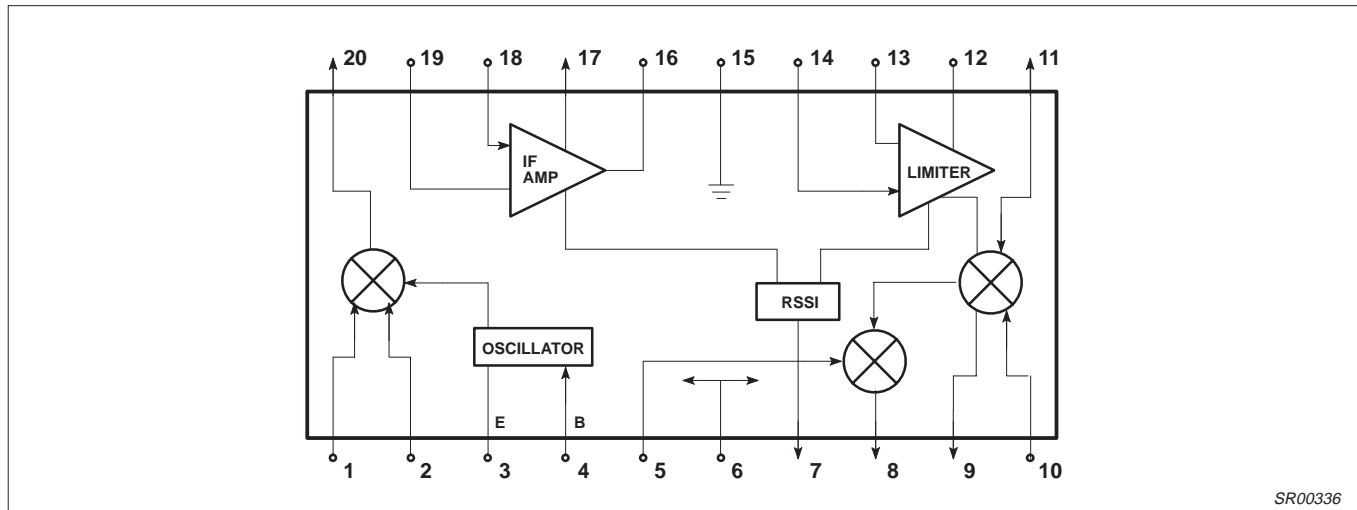 20 19 18 17 16 15 14 13 12 11
IF
AMP
LIMITER
RSSI
OSCILLATOR
E B
1 2 3 4 5 6 7 8 9 10
SR00336